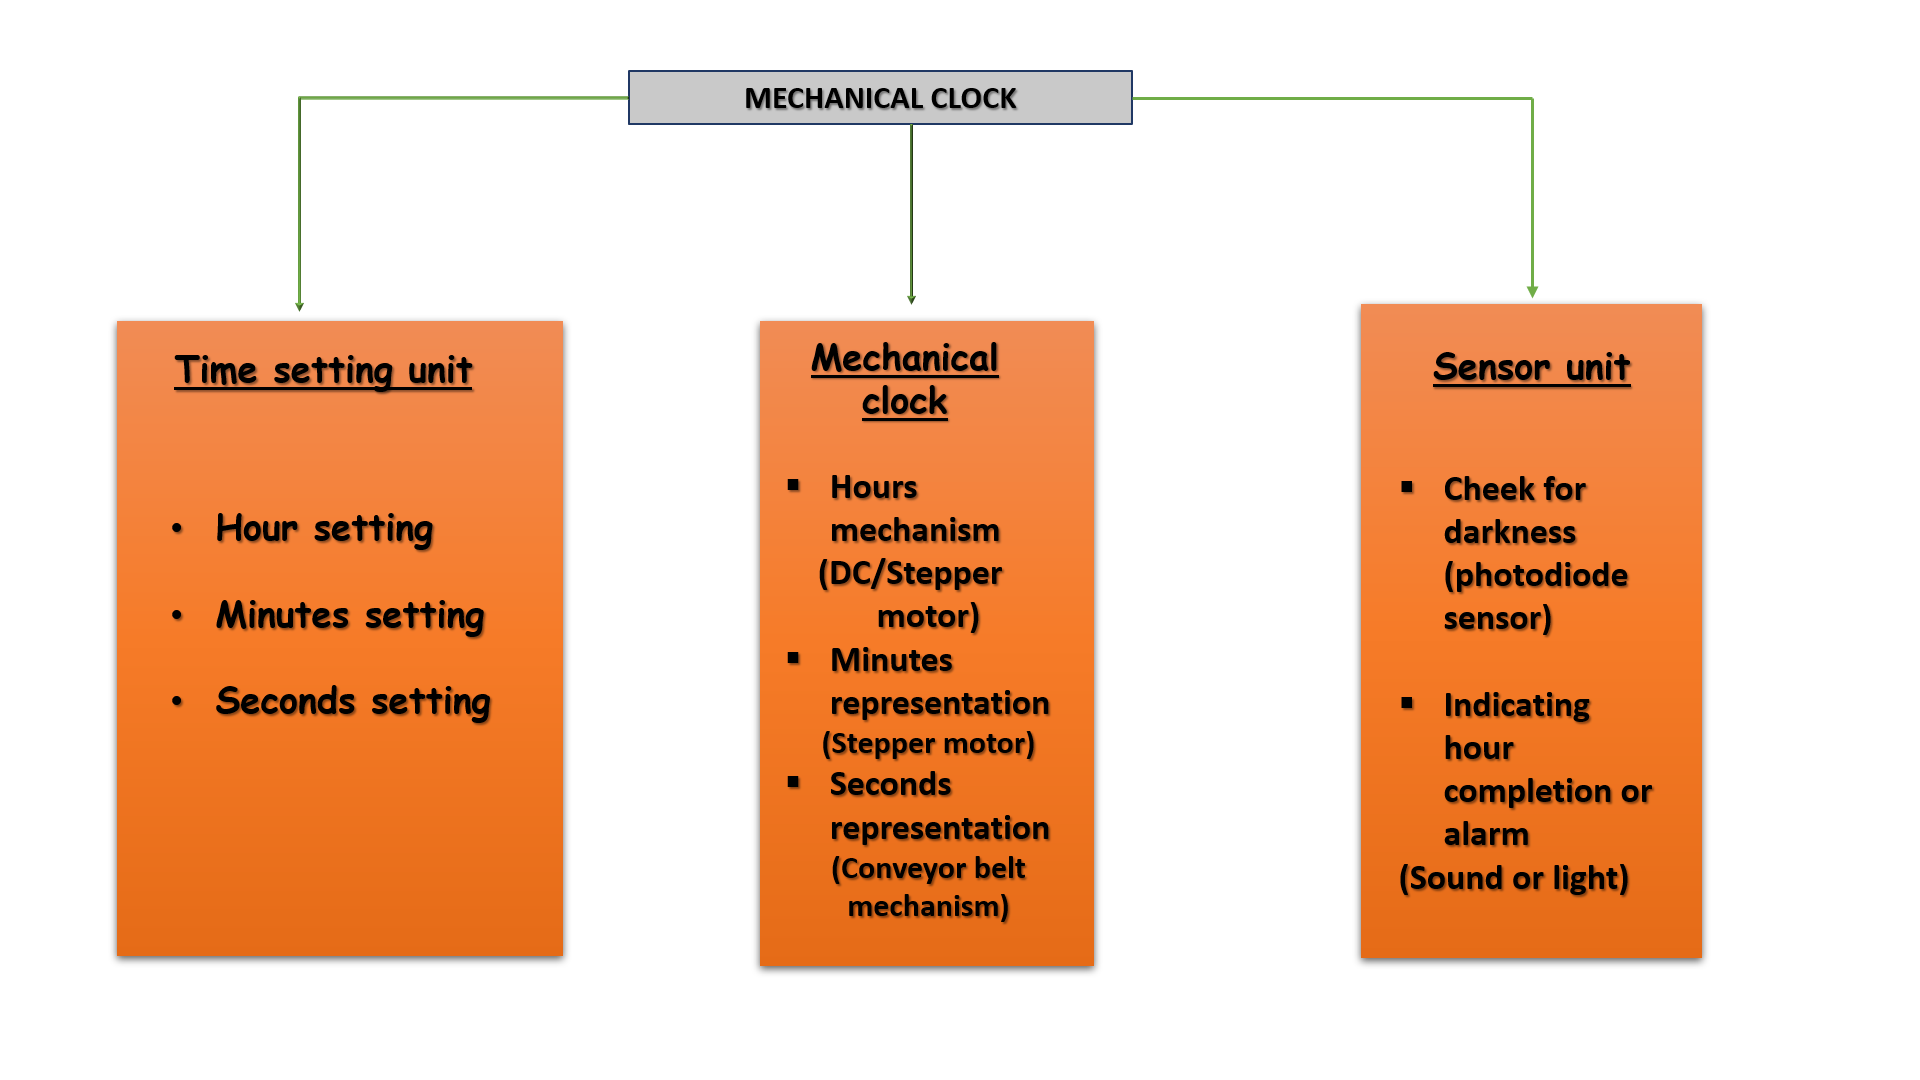 MECHANICAL CLOCK
Time setting unit
• Hour setting
• Minutes setting
• Seconds setting
Mechanical
clock
▪ Hours
mechanism
(DC/Stepper
motor)
▪ Minutes
representation
(Stepper motor)
▪ Seconds
representation
(Conveyor belt
mechanism)
Sensor unit
▪ Cheek for
darkness
(photodiode
sensor)
▪ Indicating
hour
completion or
alarm
(Sound or light)